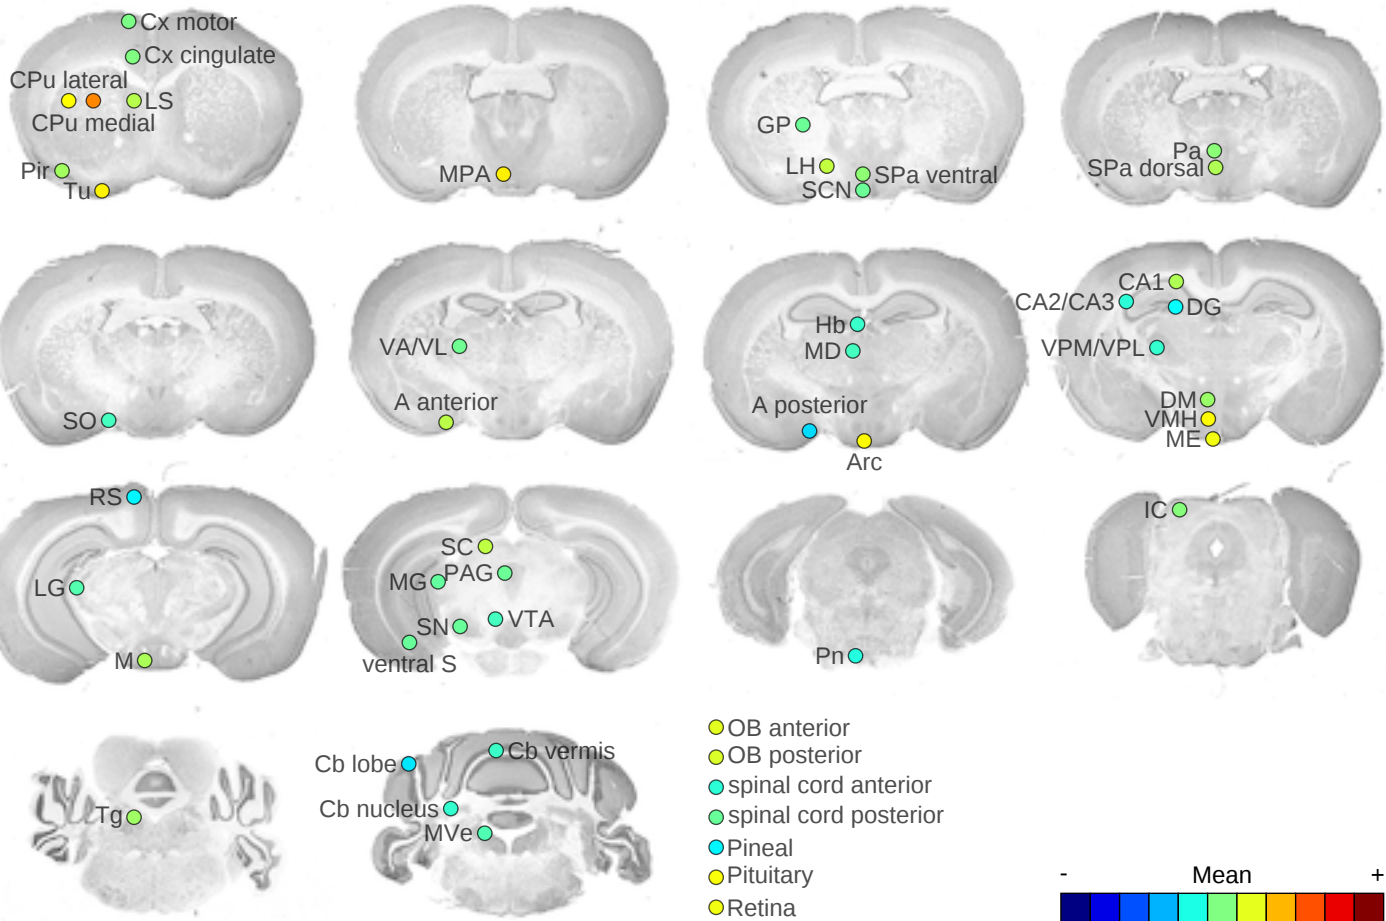 Cx motor
Cx cingulate
CPu lateral
LS
CPu medial
Pir
Tu
MPA
GP
LH
SPa ventral
SCN
Pa
SPa dorsal
SO
VA/VL
A anterior
Hb
MD
A posterior
Arc
CA1
CA2/CA3
DG
VPM/VPL
DM
VMH
ME
RS
LG
M
SC
MG
PAG
SN
VTA
ventral S
Pn
IC
Tg
Cb lobe
Cb vermis
Cb nucleus
MVe
OB anterior
OB posterior
spinal cord anterior
spinal cord posterior
Pineal
Pituitary
Retina
- Mean +